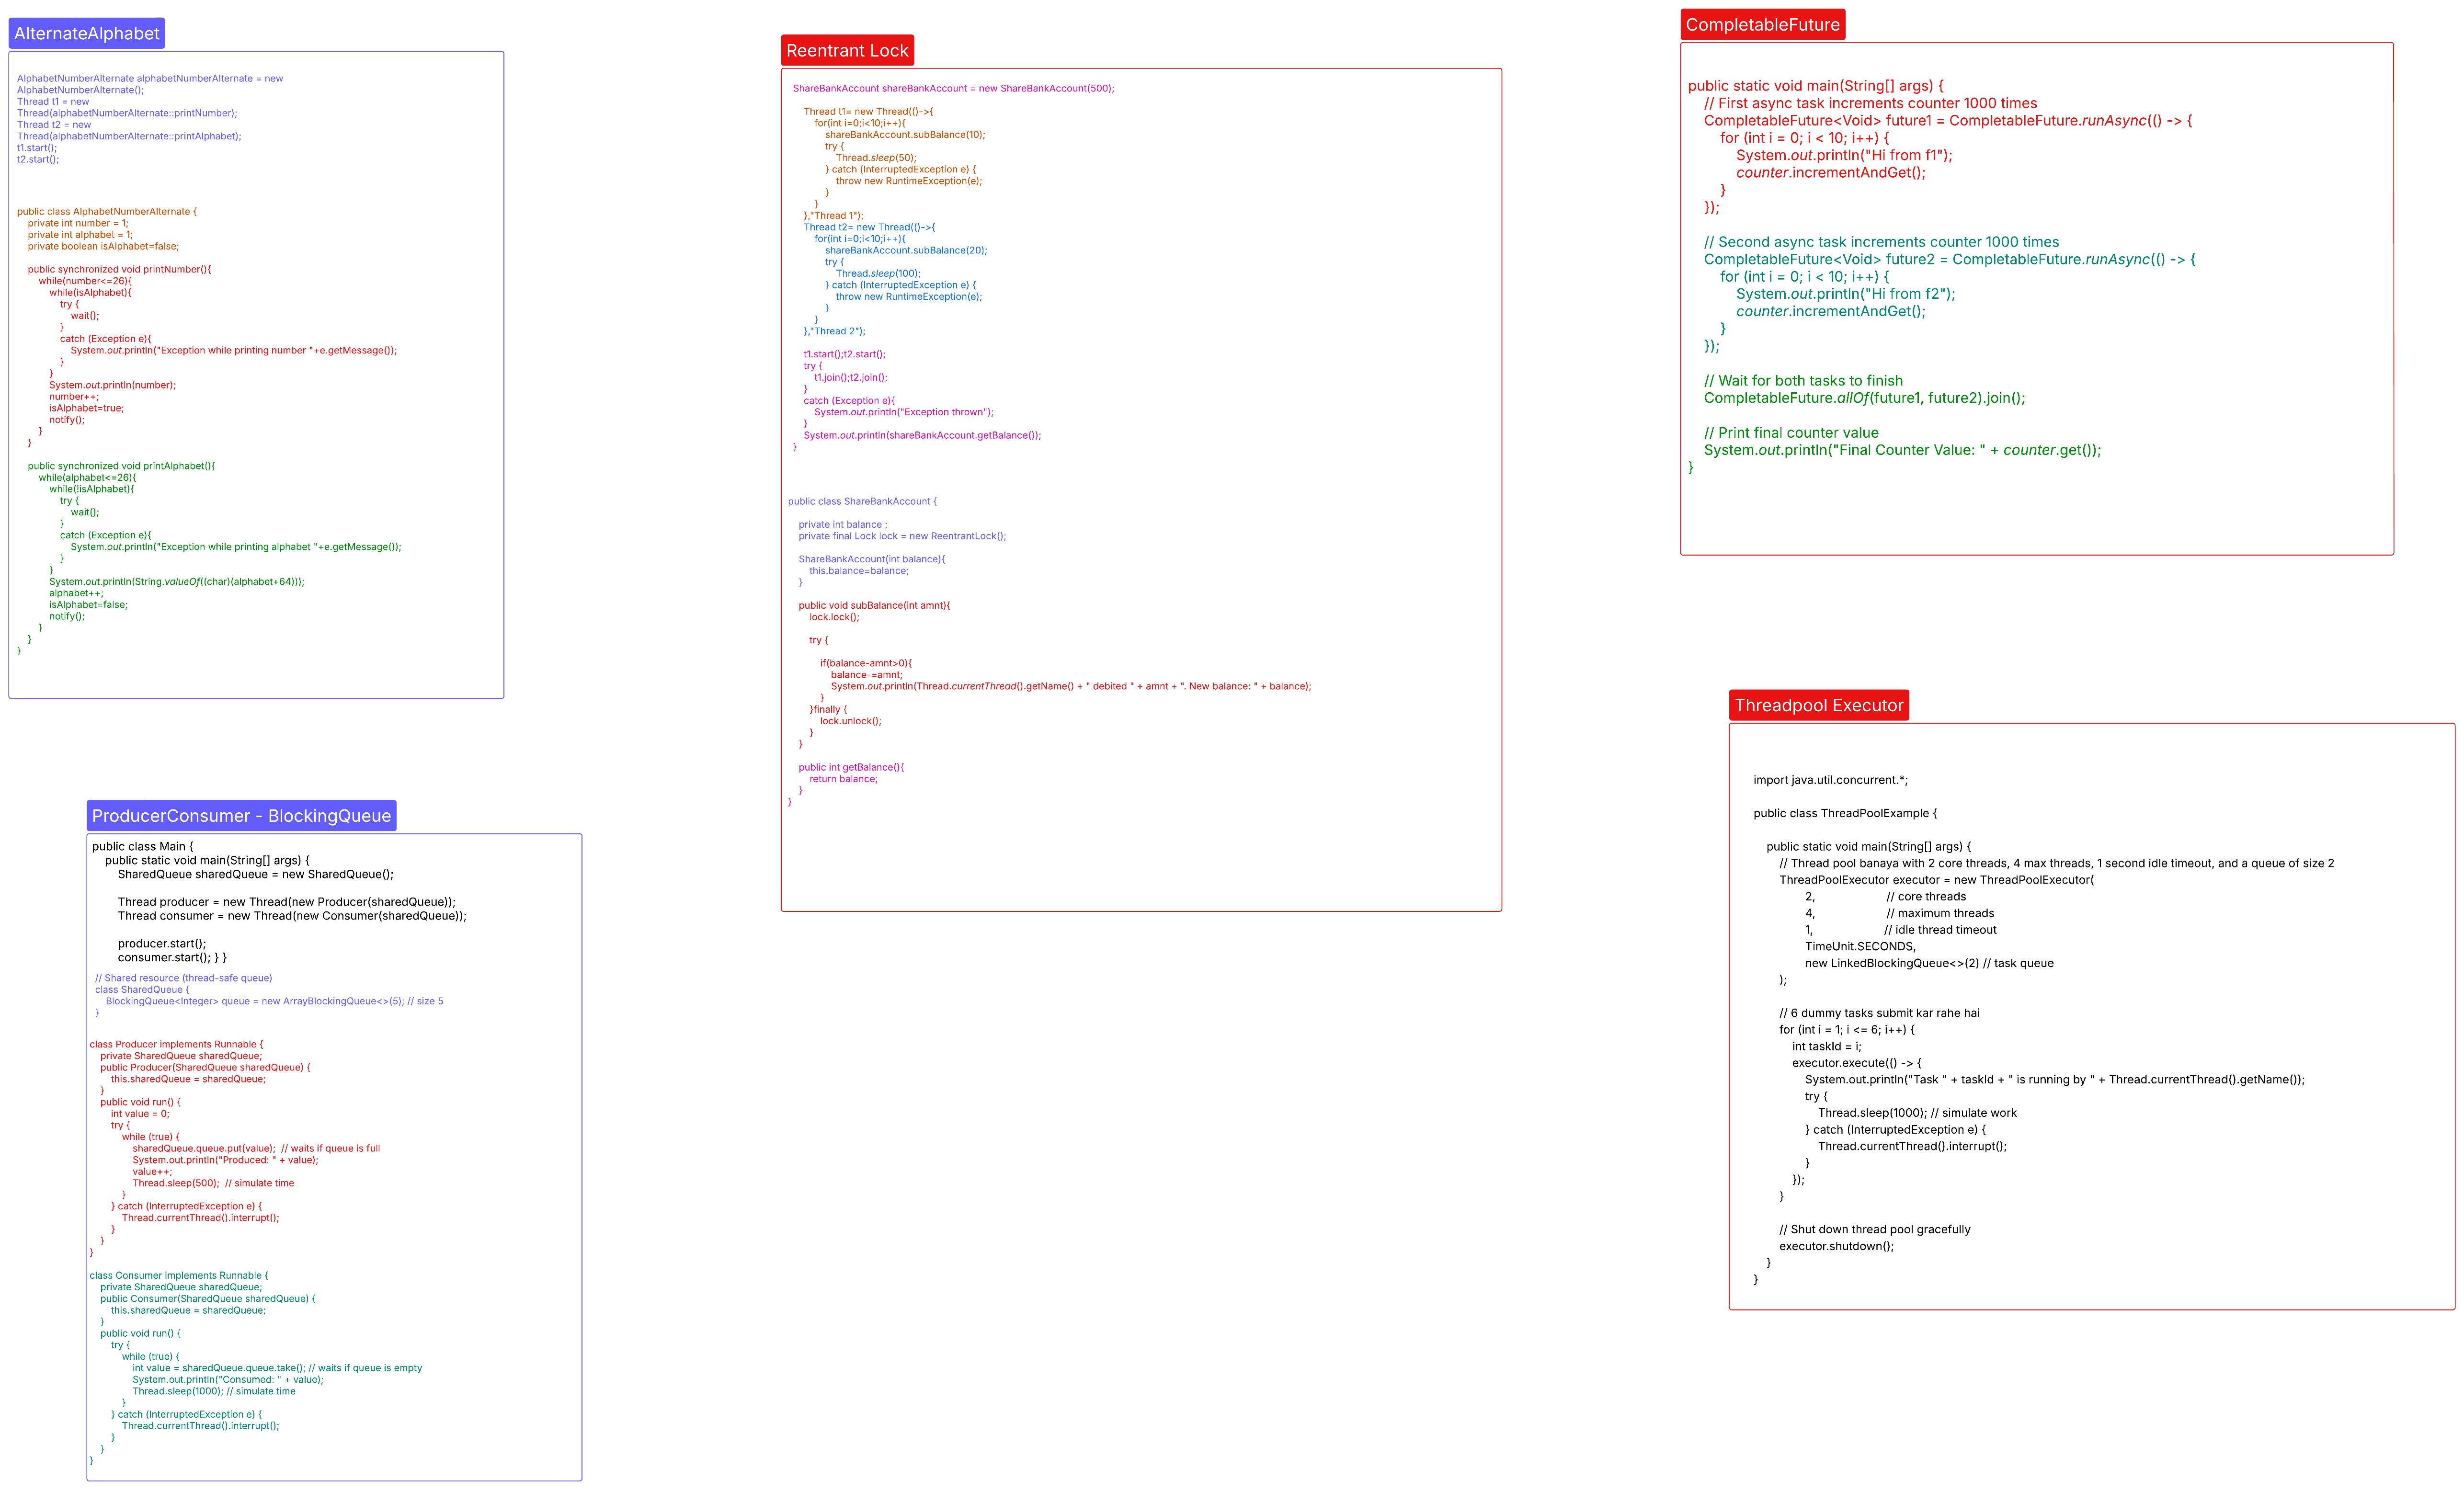 AlternateAlphabet
AlphabetNumberAlternate alphabetNumberAlternate = new
AlphabetNumberAlternate();
Thread t1 = new
Thread(alphabetNumberAlternate::printNumber);
Thread t2 = new
Thread(alphabetNumberAlternate::printAlphabet);
t1.start();
t2.start();
public class AlphabetNumberAlternate {
private int number = 1;
private int alphabet = 1;
private boolean isAlphabet=false;
public synchronized void printNumber(){
while(number<=26){
while(isAlphabet){
try {
wait();
}
catch (Exception e){
System.out.println("Exception while printing number "+e.getMessage());
}
}
System.out.println(number);
number++;
isAlphabet=true;
notify();
}
}
public synchronized void printAlphabet(){
while(alphabet<=26){
while(!isAlphabet){
try {
wait();
}
catch (Exception e){
System.out.println("Exception while printing alphabet "+e.getMessage());
}
}
System.out.println(String.valueOf((char)(alphabet+64)));
alphabet++;
isAlphabet=false;
notify();
}
}
}
ProducerConsumer - BlockingQueue
public class Main {
public static void main(String[] args) {
SharedQueue sharedQueue = new SharedQueue();
Thread producer = new Thread(new Producer(sharedQueue));
Thread consumer = new Thread(new Consumer(sharedQueue));
producer.start();
consumer.start(); } }
// Shared resource (thread-safe queue)
class SharedQueue {
BlockingQueue<Integer> queue = new ArrayBlockingQueue<>(5); // size 5
}
class Producer implements Runnable {
private SharedQueue sharedQueue;
public Producer(SharedQueue sharedQueue) {
this.sharedQueue = sharedQueue;
}
public void run() {
int value = 0;
try {
while (true) {
sharedQueue.queue.put(value);  // waits if queue is full
System.out.println("Produced: " + value);
value++;
Thread.sleep(500);  // simulate time
}
} catch (InterruptedException e) {
Thread.currentThread().interrupt();
}
}
}
class Consumer implements Runnable {
private SharedQueue sharedQueue;
public Consumer(SharedQueue sharedQueue) {
this.sharedQueue = sharedQueue;
}
public void run() {
try {
while (true) {
int value = sharedQueue.queue.take(); // waits if queue is empty
System.out.println("Consumed: " + value);
Thread.sleep(1000); // simulate time
}
} catch (InterruptedException e) {
Thread.currentThread().interrupt();
}
}
}
Reentrant Lock
ShareBankAccount shareBankAccount = new ShareBankAccount(500);
Thread t1= new Thread(()->{
for(int i=0;i<10;i++){
shareBankAccount.subBalance(10);
try {
Thread.sleep(50);
} catch (InterruptedException e) {
throw new RuntimeException(e);
}
}
},"Thread 1");
Thread t2= new Thread(()->{
for(int i=0;i<10;i++){
shareBankAccount.subBalance(20);
try {
Thread.sleep(100);
} catch (InterruptedException e) {
throw new RuntimeException(e);
}
}
},"Thread 2");
t1.start();t2.start();
try {
t1.join();t2.join();
}
catch (Exception e){
System.out.println("Exception thrown");
}
System.out.println(shareBankAccount.getBalance());
}
public class ShareBankAccount {
private int balance ;
private final Lock lock = new ReentrantLock();
ShareBankAccount(int balance){
this.balance=balance;
}
public void subBalance(int amnt){
lock.lock();
try {
if(balance-amnt>0){
balance-=amnt;
System.out.println(Thread.currentThread().getName() + " debited " + amnt + ". New balance: " + balance);
}
}finally {
lock.unlock();
}
}
public int getBalance(){
return balance;
}
}
CompletableFuture
public static void main(String[] args) {
// First async task increments counter 1000 times
CompletableFuture<Void> future1 = CompletableFuture.runAsync(() -> {
for (int i = 0; i < 10; i++) {
System.out.println("Hi from f1");
counter.incrementAndGet();
}
});
// Second async task increments counter 1000 times
CompletableFuture<Void> future2 = CompletableFuture.runAsync(() -> {
for (int i = 0; i < 10; i++) {
System.out.println("Hi from f2");
counter.incrementAndGet();
}
});
// Wait for both tasks to finish
CompletableFuture.allOf(future1, future2).join();
// Print final counter value
System.out.println("Final Counter Value: " + counter.get());
}
Threadpool Executor
import java.util.concurrent.*;
public class ThreadPoolExample {
public static void main(String[] args) {
// Thread pool banaya with 2 core threads, 4 max threads, 1 second idle timeout, and a queue of size 2
ThreadPoolExecutor executor = new ThreadPoolExecutor(
2, // core threads
4, // maximum threads
1, // idle thread timeout
TimeUnit.SECONDS,
new LinkedBlockingQueue<>(2) // task queue
);
// 6 dummy tasks submit kar rahe hai
for (int i = 1; i <= 6; i++) {
int taskId = i;
executor.execute(() -> {
System.out.println("Task " + taskId + " is running by " + Thread.currentThread().getName());
try {
Thread.sleep(1000); // simulate work
} catch (InterruptedException e) {
Thread.currentThread().interrupt();
}
});
}
// Shut down thread pool gracefully
executor.shutdown();
}
}